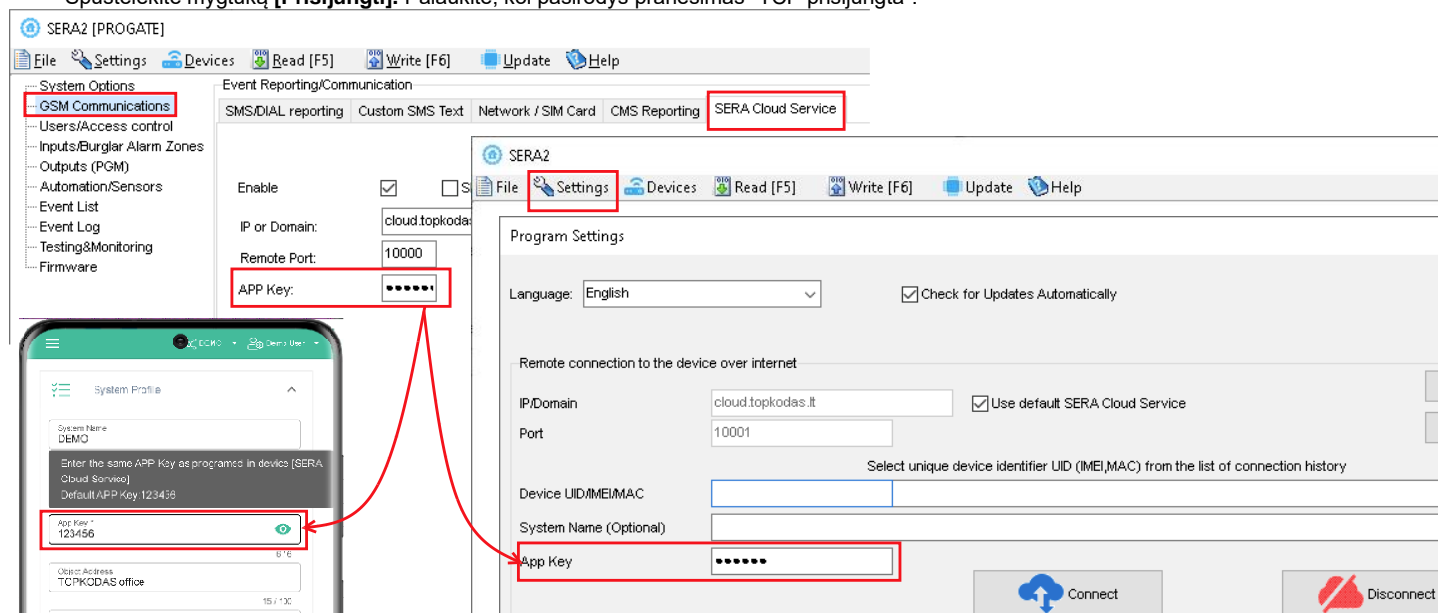 Spustelėkite mygtuką [Prisijungti]. Palaukite, kol pasirodys pranešimas "TCP prisijungta".
SERA2 [PROGATE]
File Settings Devices Read [F5] Write [F6] Update Help
System Options
GSM Communications
Users/Access control
Inputs/Burglar Alarm Zones
Outputs (PGM)
Automation/Sensors
Event List
Event Log
Testing&Monitoring
Firmware
Event Reporting/Communication
SMS/DIAL reporting Custom SMS Text Network / SIM Card CMS Reporting SERA Cloud Service
Enable
IP or Domain: cloud.topkodas
Remote Port: 10000
APP Key: ●●●●●●
SERA2
File Settings Devices Read [F5] Write [F6] Update Help
Program Settings
Language: English
Check for Updates Automatically
Remote connection to the device over internet
IP/Domain cloud.topkodas.lt
Use default SERA Cloud Service
Port 10001
Select unique device identifier UID (IMEI,MAC) from the list of connection history
Device UID/IMEI/MAC
System Name (Optional)
App Key ●●●●●●
Connect
Disconnect
DEMO Demo User
System Profile
System Name
DEMO
Enter the same APP Key as programed in device [SERA
Cloud Service]
Default APP Key:123456
App Key *
123456
6 / 6
Object Address
TOPKODAS office
15 / 100